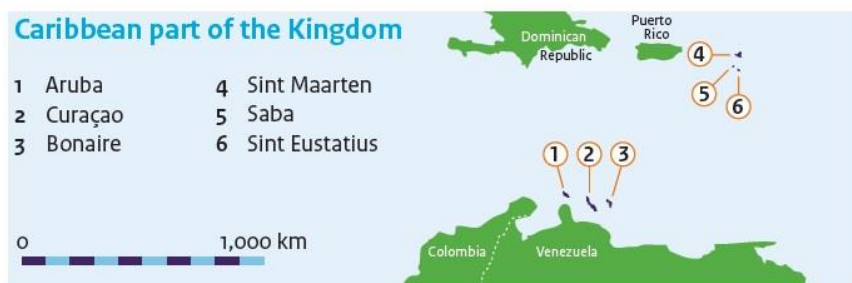 Caribbean part of the Kingdom
1 Aruba
2 Curaçao
3 Bonaire
4 Sint Maarten
5 Saba
6 Sint Eustatius
0 1,000 km
Dominican
Republic
Puerto
Rico
4
5
6
1 2 3
Colombia
Venezuela